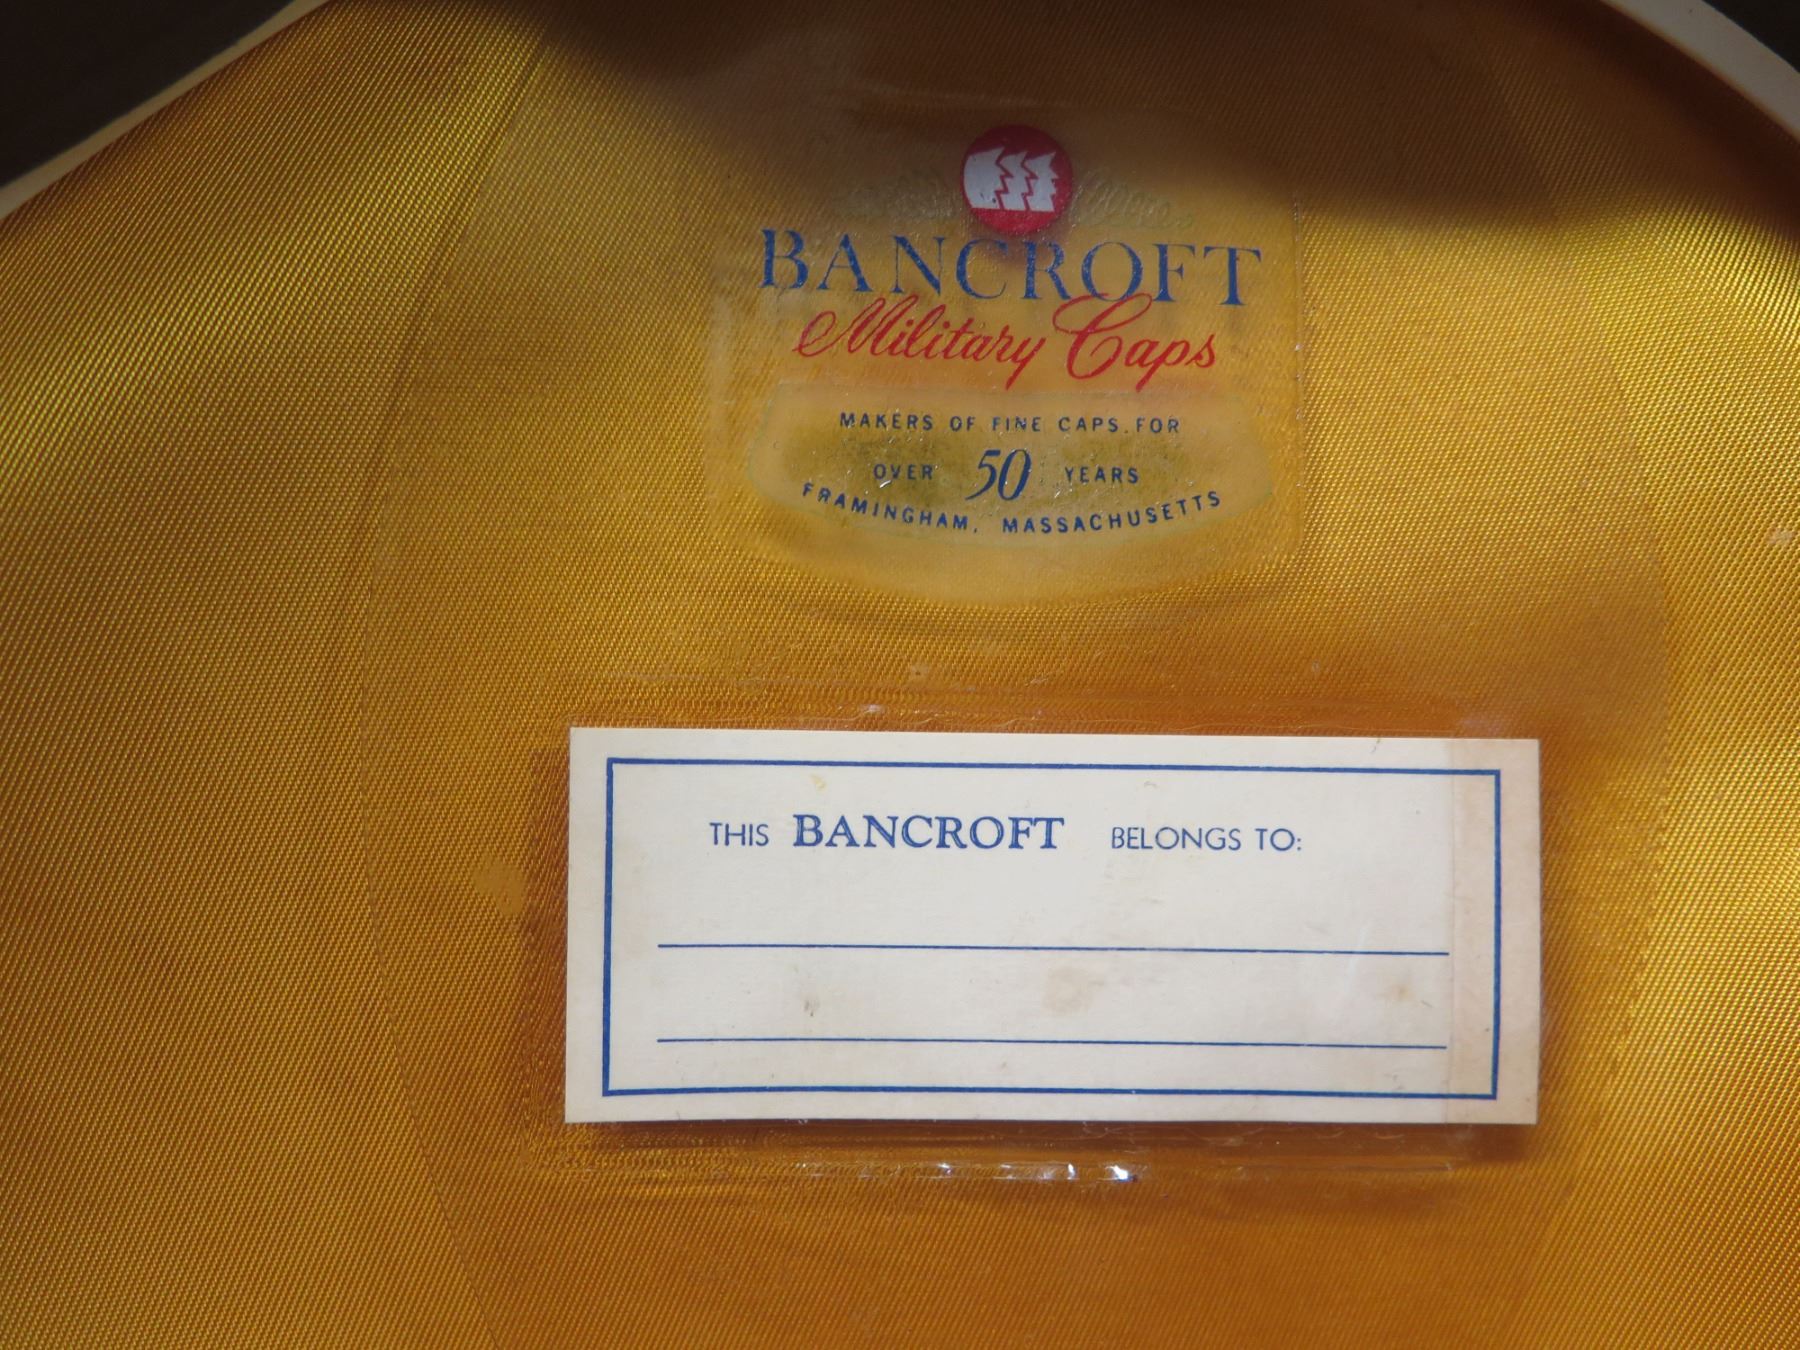 BANCROFT
Military Caps
MAKERS OF FINE CAPS FOR
OVER 50 YEARS
FRAMINGHAM, MASSACHUSETTS
THIS BANCROFT BELONGS TO: